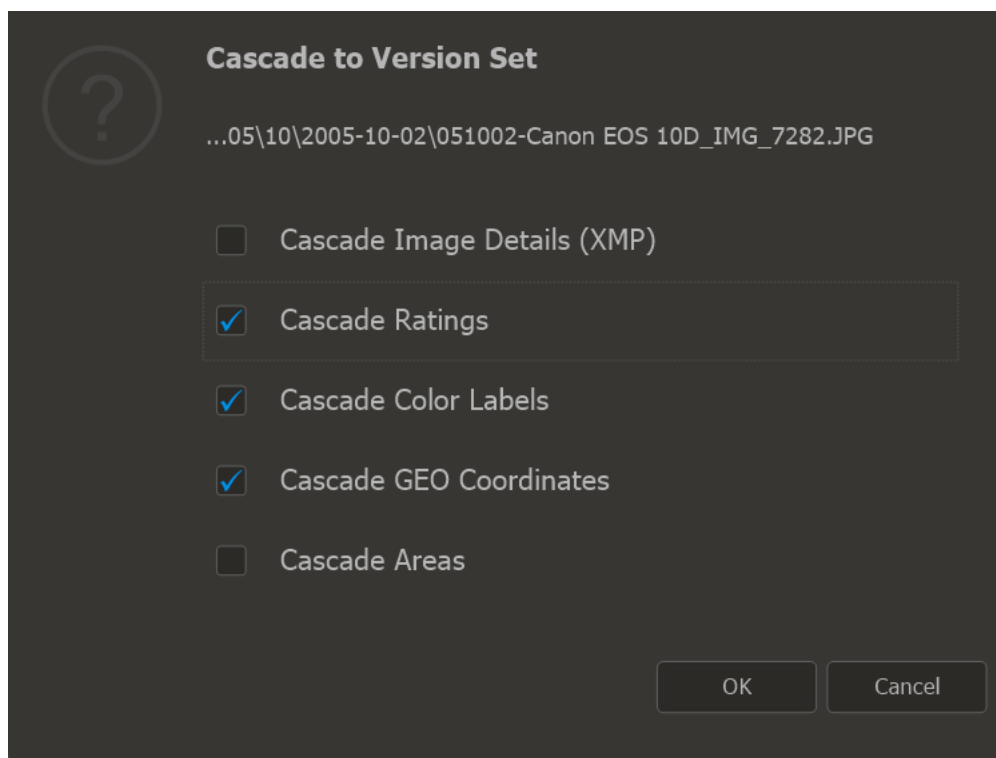 Cascade to Version Set
...05\10\2005-10-02\051002-Canon EOS 10D_IMG_7282.JPG
Cascade Image Details (XMP)
Cascade Ratings
Cascade Color Labels
Cascade GEO Coordinates
Cascade Areas
OK Cancel